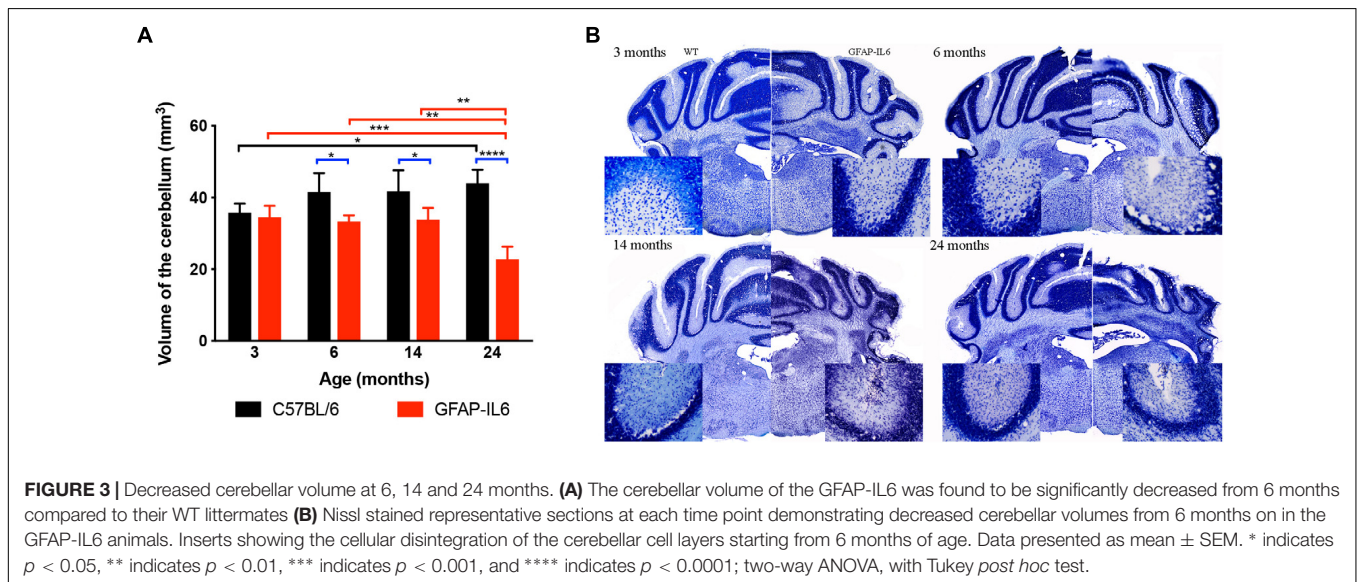 A
Volume of the cerebellum (mm³)
60
40
20
0
**
**
***
*
*
*
****
3
6
14
24
Age (months)
C57BL/6
GFAP-IL6
B
3 months
WT
GFAP-IL6
6 months
14 months
24 months
FIGURE 3 | Decreased cerebellar volume at 6, 14 and 24 months. (A) The cerebellar volume of the GFAP-IL6 was found to be significantly decreased from 6 months
compared to their WT littermates (B) Nissl stained representative sections at each time point demonstrating decreased cerebellar volumes from 6 months on in the
GFAP-IL6 animals. Inserts showing the cellular disintegration of the cerebellar cell layers starting from 6 months of age. Data presented as mean ± SEM. * indicates
p < 0.05, ** indicates p < 0.01, *** indicates p < 0.001, and **** indicates p < 0.0001; two-way ANOVA, with Tukey post hoc test.